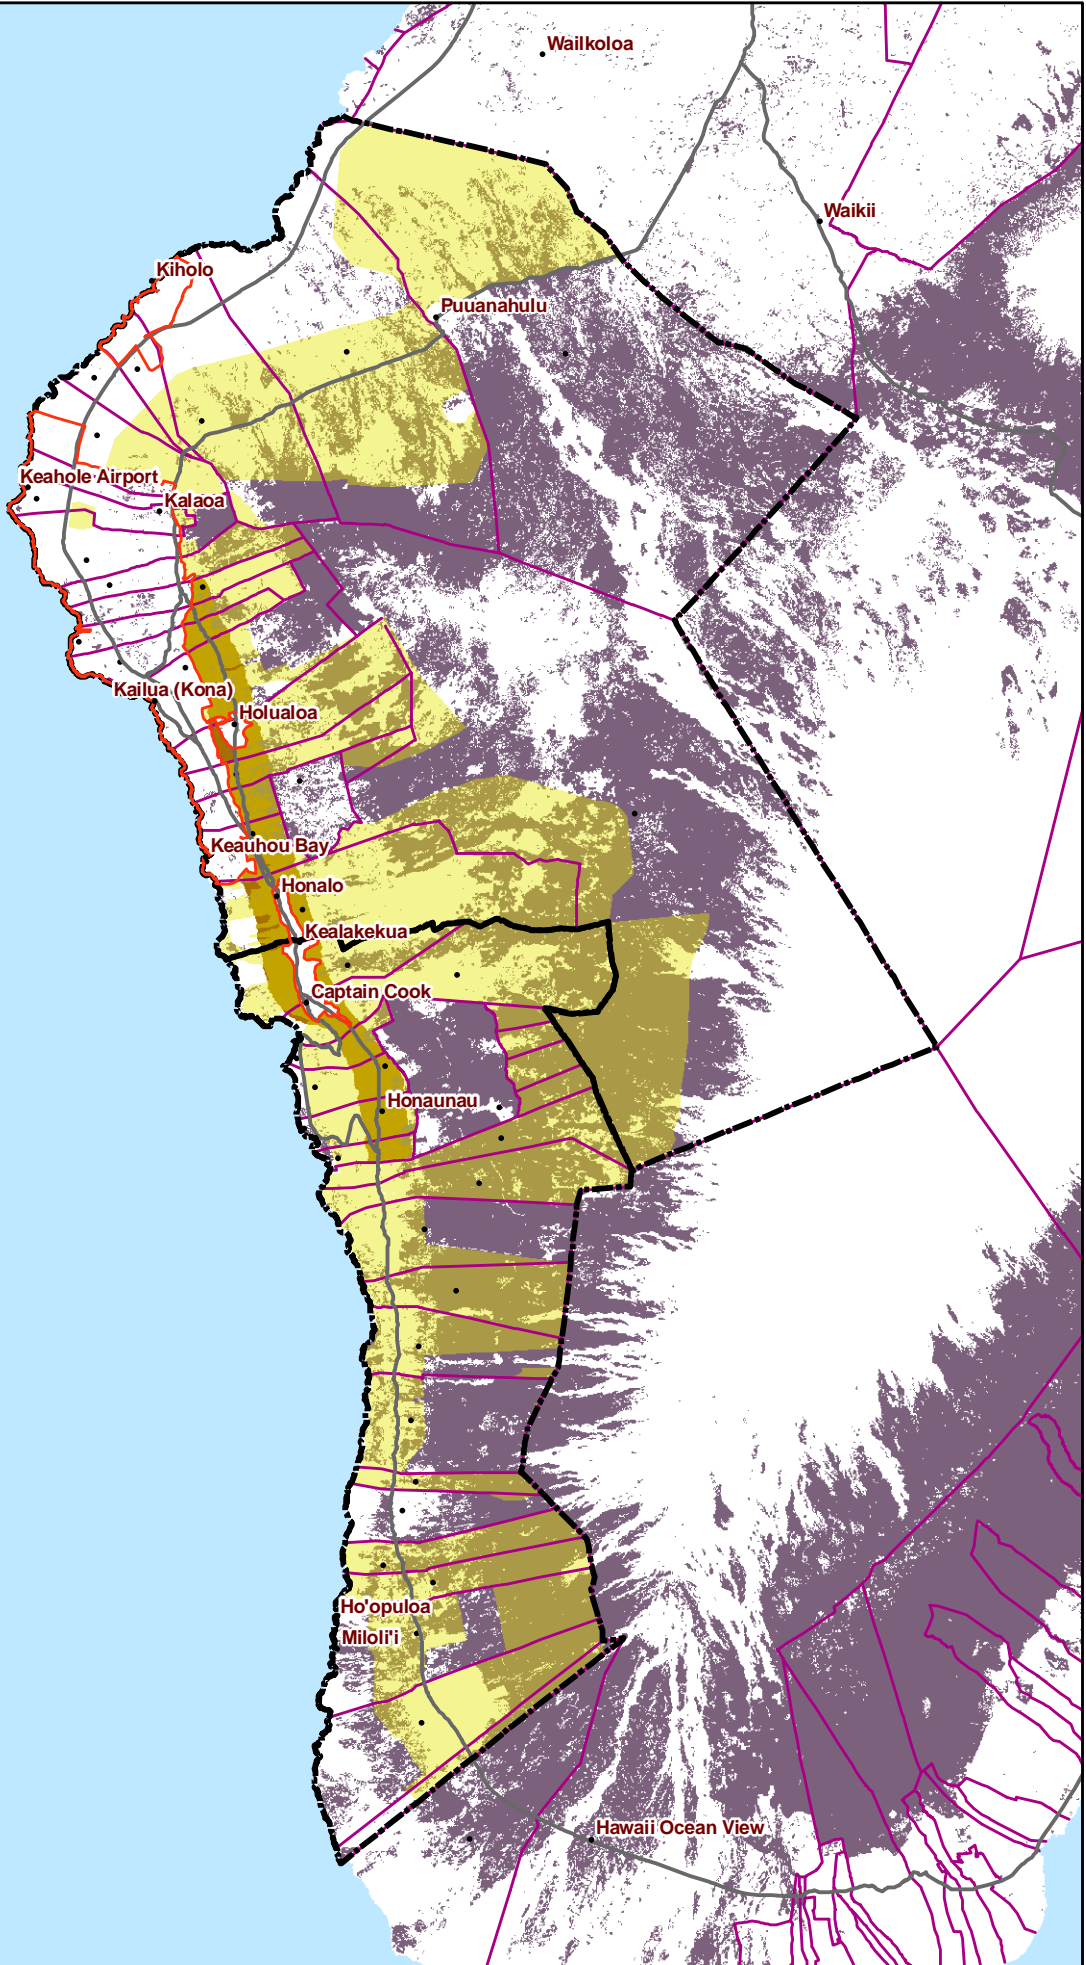 Wailkoloa
Waikii
Kiholo
Puuanahulu
Keahole Airport
Kalaoa
Kailua (Kona)
Holualoa
Keauhou Bay
Honalo
Kealakekua
Captain Cook
Honaunau
Ho'opuloa
Miloli'i
Hawaii Ocean View